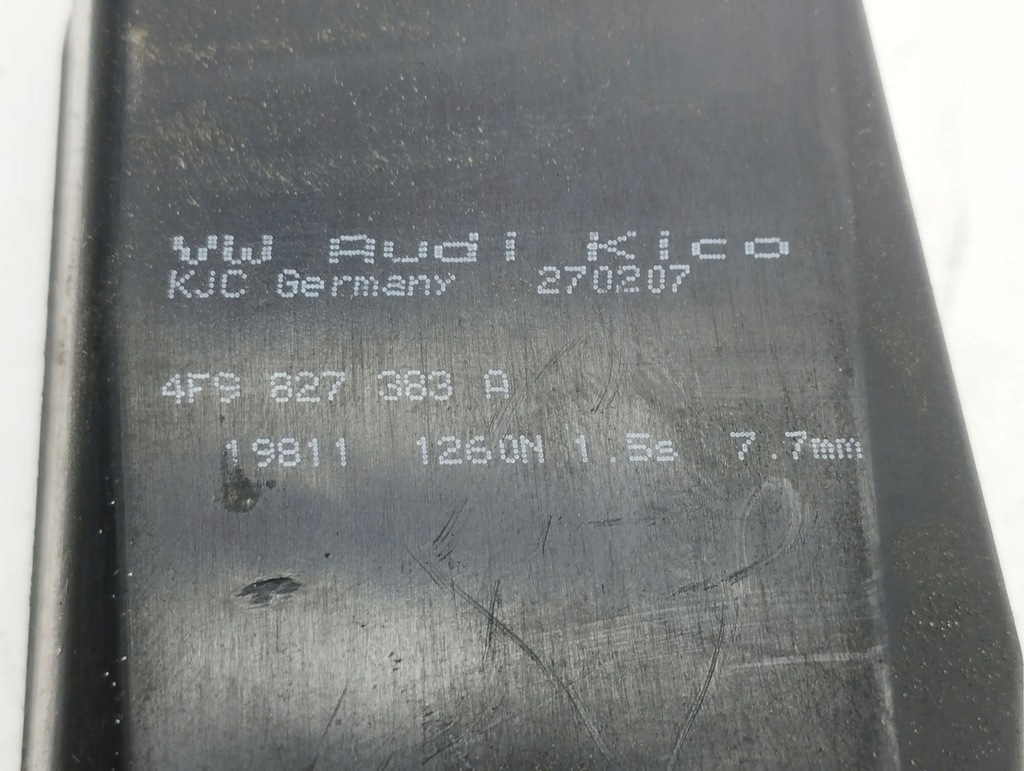 VW Audi Kico
KJC Germany 270207
4F9 827 383 A
19811 1260N 1.5s 7.7mm